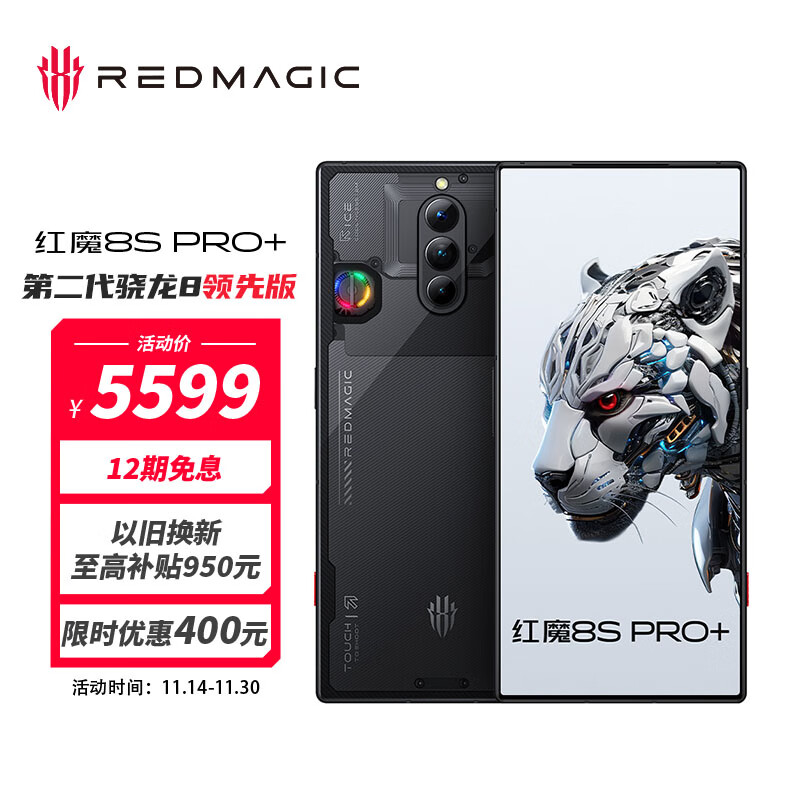 REDMAGIC
红魔8S PRO+
第二代骁龙8领先版
活动价
¥5599
12期免息
以旧换新
至高补贴950元
限时优惠400元
活动时间：11.14-11.30
ICE
REDMAGIC
TOUCH
红魔8S PRO+